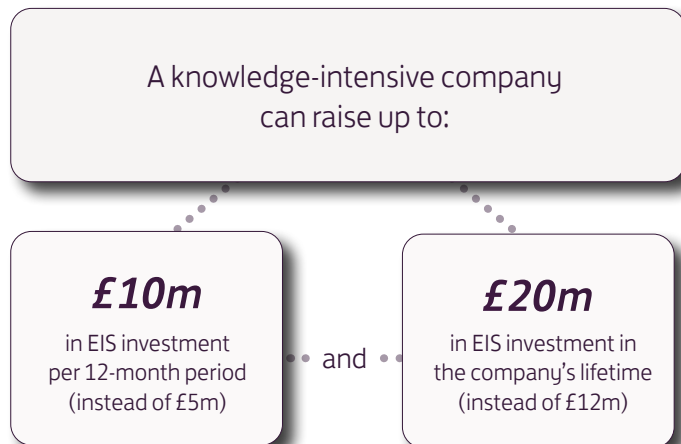 A knowledge-intensive company
can raise up to:
£10m
in EIS investment
per 12-month period
(instead of £5m)
and
£20m
in EIS investment in
the company's lifetime
(instead of £12m)